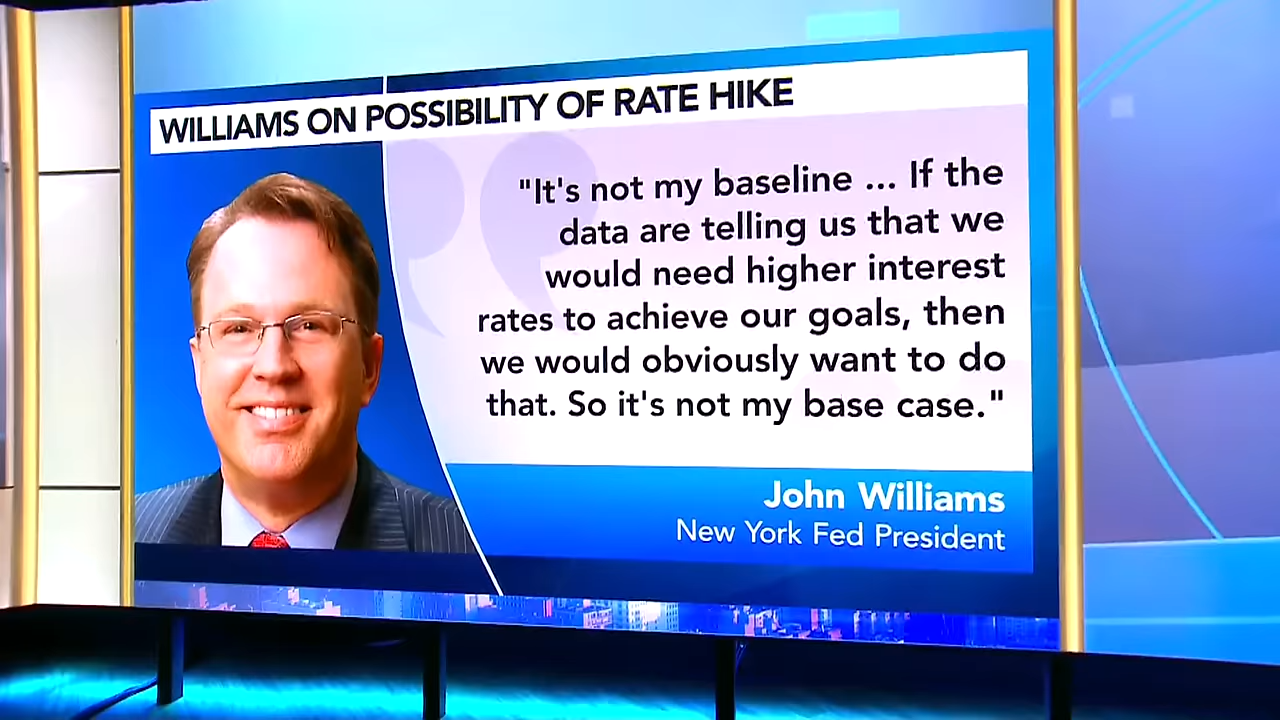 WILLIAMS ON POSSIBILITY OF RATE HIKE
"It's not my baseline ... If the
data are telling us that we
would need higher interest
rates to achieve our goals, then
we would obviously want to do
that. So it's not my base case."
John Williams
New York Fed President